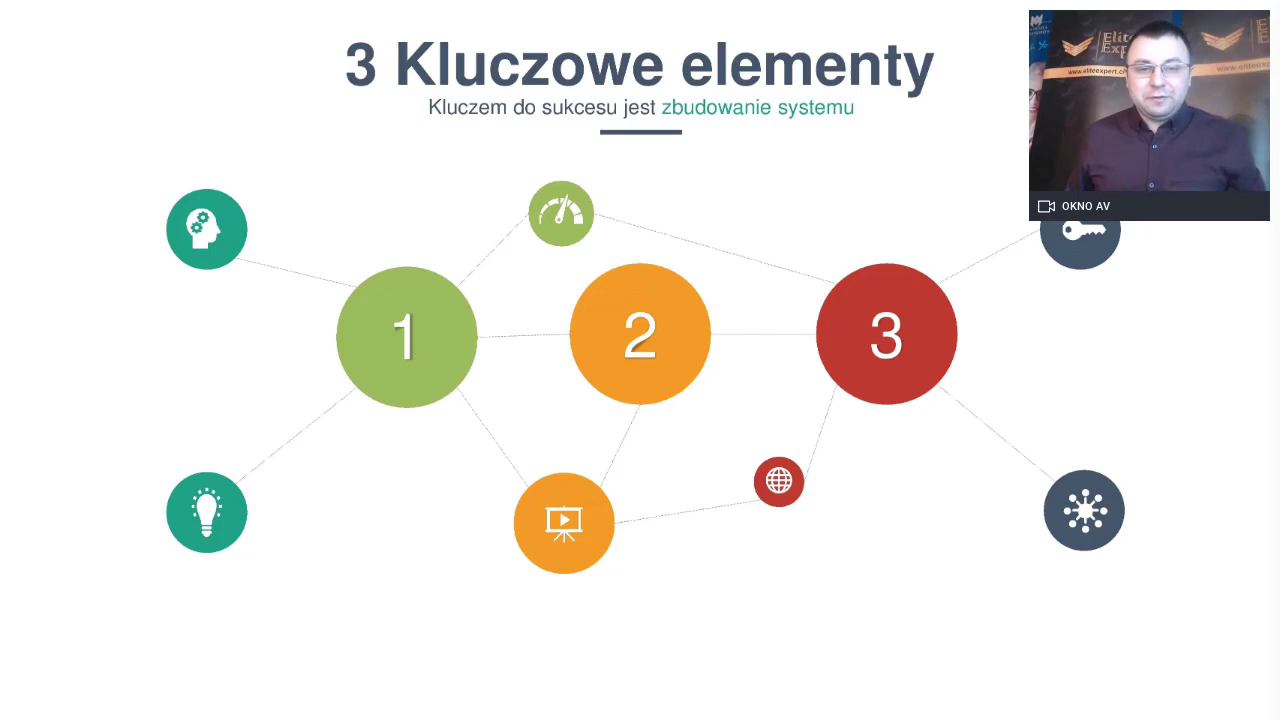 3 Kluczowe elementy
Kluczem do sukcesu jest zbudowanie systemu
OKNO AV
1
2
3